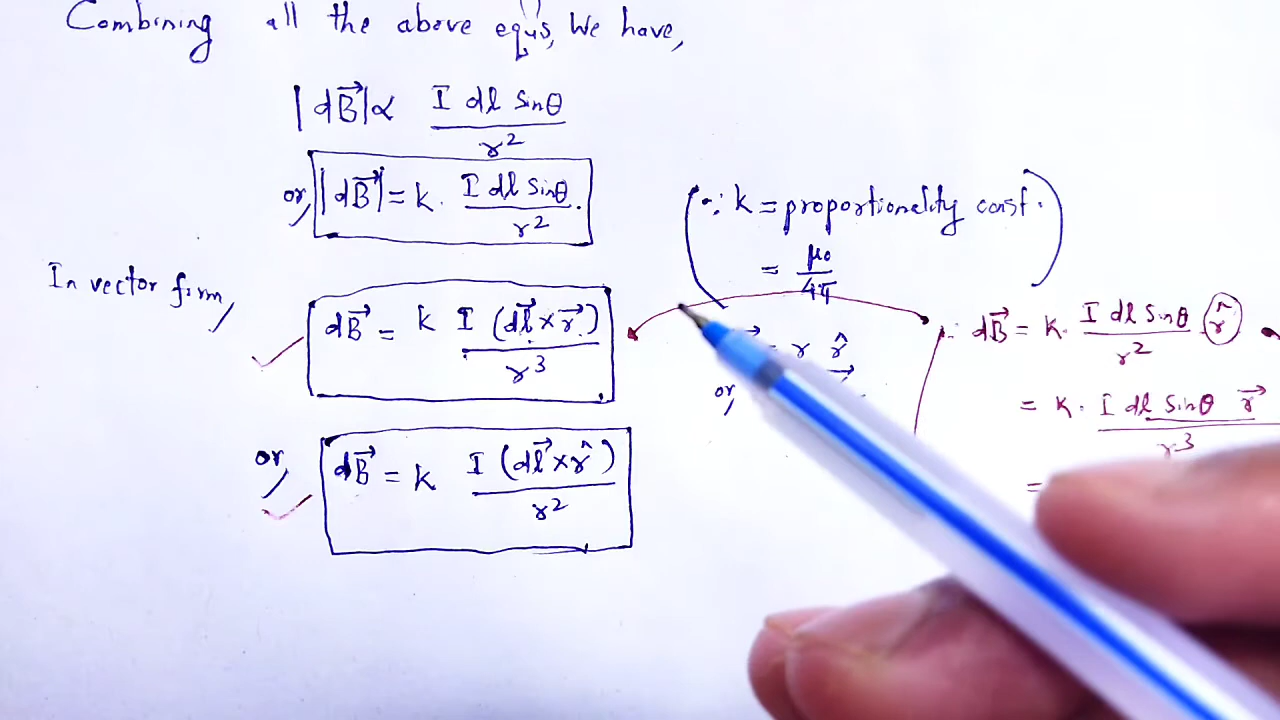 Combining all the above eqns, We have,
|dB⃗| ∝ I dl sinθ / r²
or, |dB⃗| = k · I dl sinθ / r²
(∵ k = proportionality const.
= μ₀ / 4π)
In vector form,
dB⃗ = k I (dl⃗ × r⃗) / r³
= r r̂
or,
∴ dB⃗ = k · I dl sinθ / r² r̂
= k · I dl sinθ r⃗ / r³
=
or, dB⃗ = k I (dl⃗ × r̂) / r²